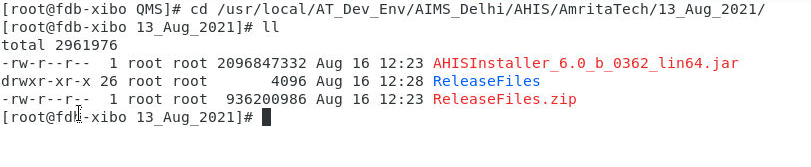 [root@fdb-xibo QMS]# cd /usr/local/AT_Dev_Env/AIMS_Delhi/AHIS/AmritaTech/13_Aug_2021/
[root@fdb-xibo 13_Aug_2021]# ll
total 2961976
-rw-r--r--  1 root root 2096847332 Aug 16 12:23 AHISInstaller_6.0_b_0362_lin64.jar
drwxr-xr-x 26 root root       4096 Aug 16 12:28 ReleaseFiles
-rw-r--r--  1 root root  936200986 Aug 16 12:23 ReleaseFiles.zip
[root@fdb-xibo 13_Aug_2021]#